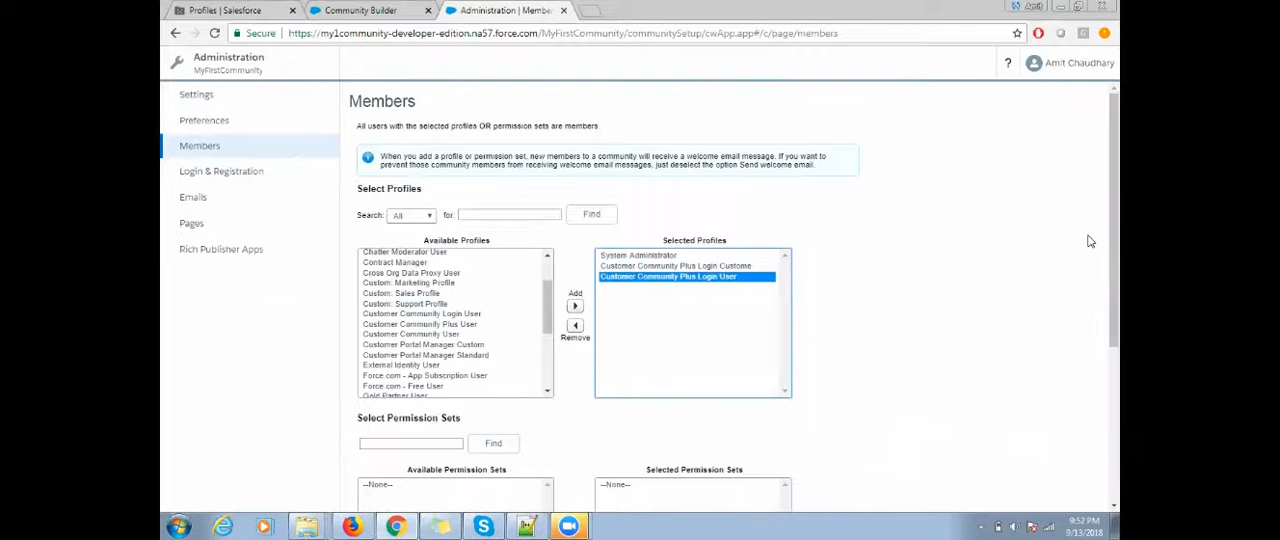 Profiles | Salesforce
Community Builder
Administration | Membe
Amit
Secure
https://my1community-developer-edition.na57.force.com/MyFirstCommunity/communitySetup/cwApp.app#/c/page/members
Administration
MyFirstCommunity
?
Amit Chaudhary
Settings
Preferences
Members
Login & Registration
Emails
Pages
Rich Publisher Apps
Members
All users with the selected profiles OR permission sets are members.
When you add a profile or permission set, new members to a community will receive a welcome email message. If you want to
prevent those community members from receiving welcome email messages, just deselect the option Send welcome email.
Select Profiles
Search: All for: Find
Available Profiles
Selected Profiles
Chatter Moderator User
Contract Manager
Cross Org Data Proxy User
Custom: Marketing Profile
Custom: Sales Profile
Custom: Support Profile
Customer Community Login User
Customer Community Plus User
Customer Community User
Customer Portal Manager Custom
Customer Portal Manager Standard
External Identity User
Force.com - App Subscription User
Force.com - Free User
Gold Partner User
Add
Remove
System Administrator
Customer Community Plus Login Custome
Customer Community Plus Login User
Select Permission Sets
Find
Available Permission Sets
Selected Permission Sets
--None--
--None--
9:52 PM
9/13/2018